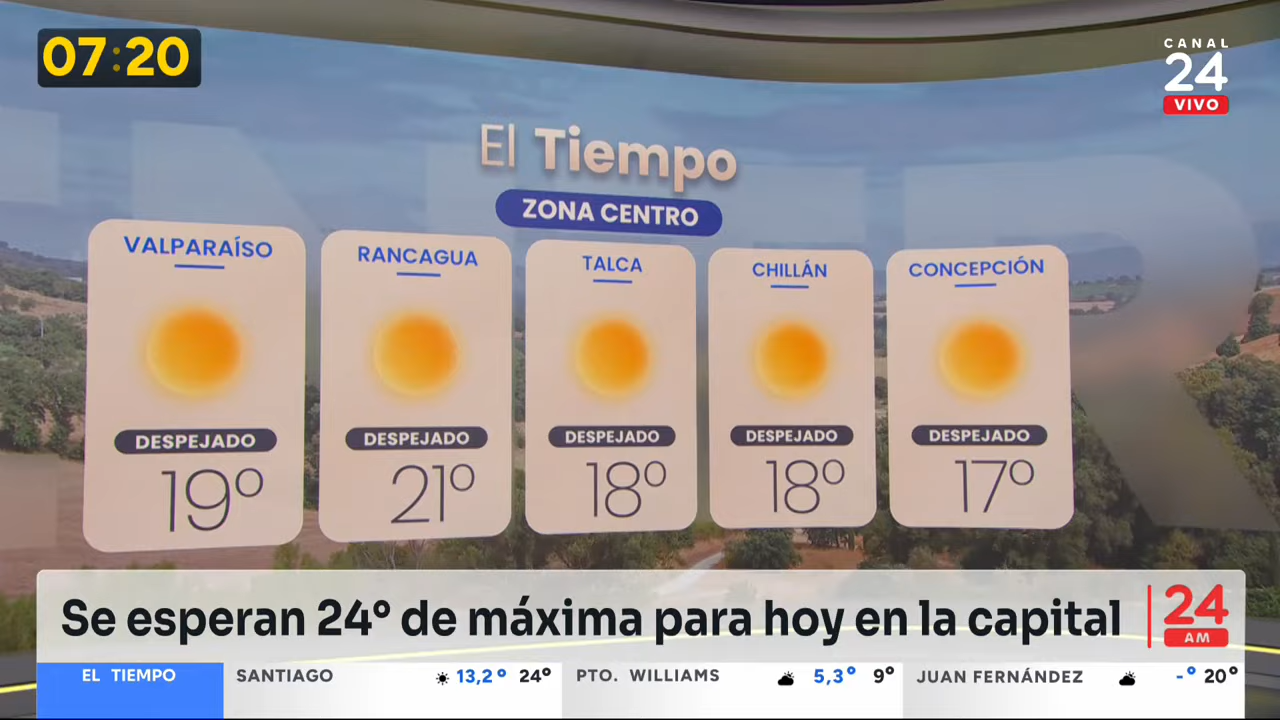 07:20
CANAL
24
VIVO
El Tiempo
ZONA CENTRO
VALPARAÍSO
DESPEJADO
19°
RANCAGUA
DESPEJADO
21°
TALCA
DESPEJADO
18°
CHILLÁN
DESPEJADO
18°
CONCEPCIÓN
DESPEJADO
17°
Se esperan 24° de máxima para hoy en la capital
24
AM
EL TIEMPO
SANTIAGO 13,2° 24°
PTO. WILLIAMS 5,3° 9°
JUAN FERNÁNDEZ -° 20°